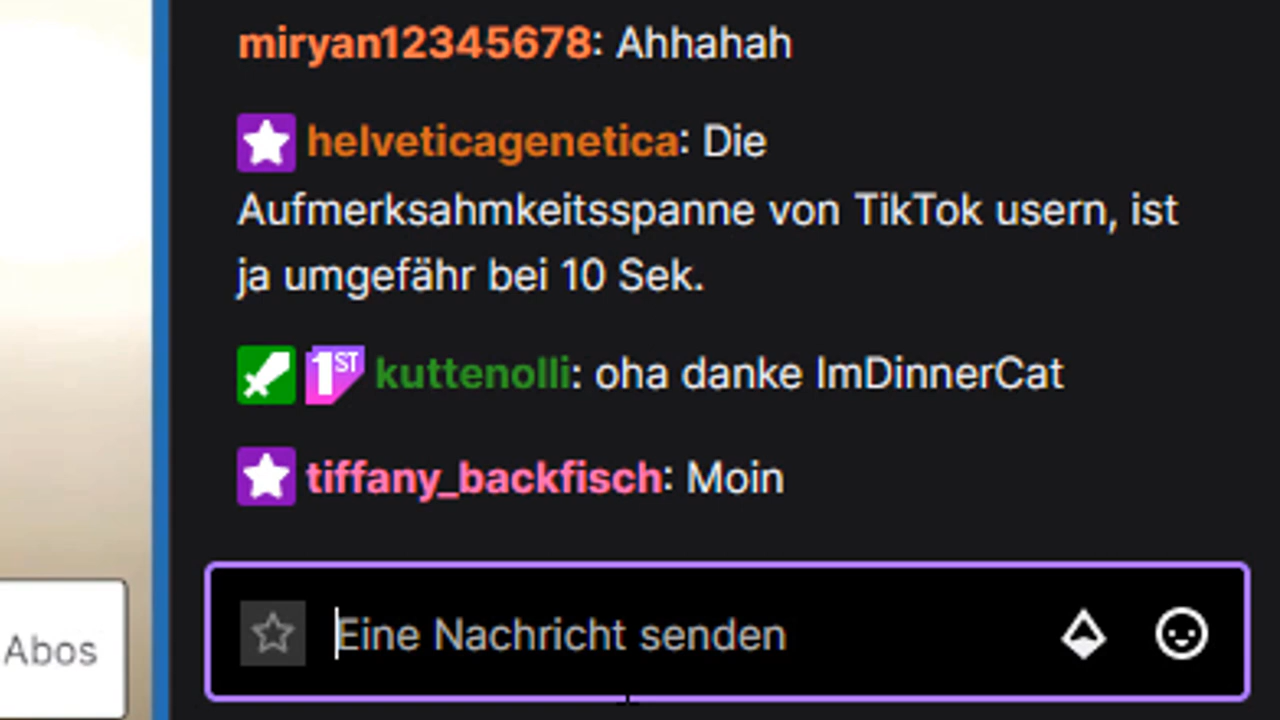 miryan12345678: Ahhahah
helveticagenetica: Die
Aufmerksahmkeitsspanne von TikTok usern, ist
ja umgefähr bei 10 Sek.
1ST kuttenolli: oha danke ImDinnerCat
tiffany_backfisch: Moin
Eine Nachricht senden
Abos